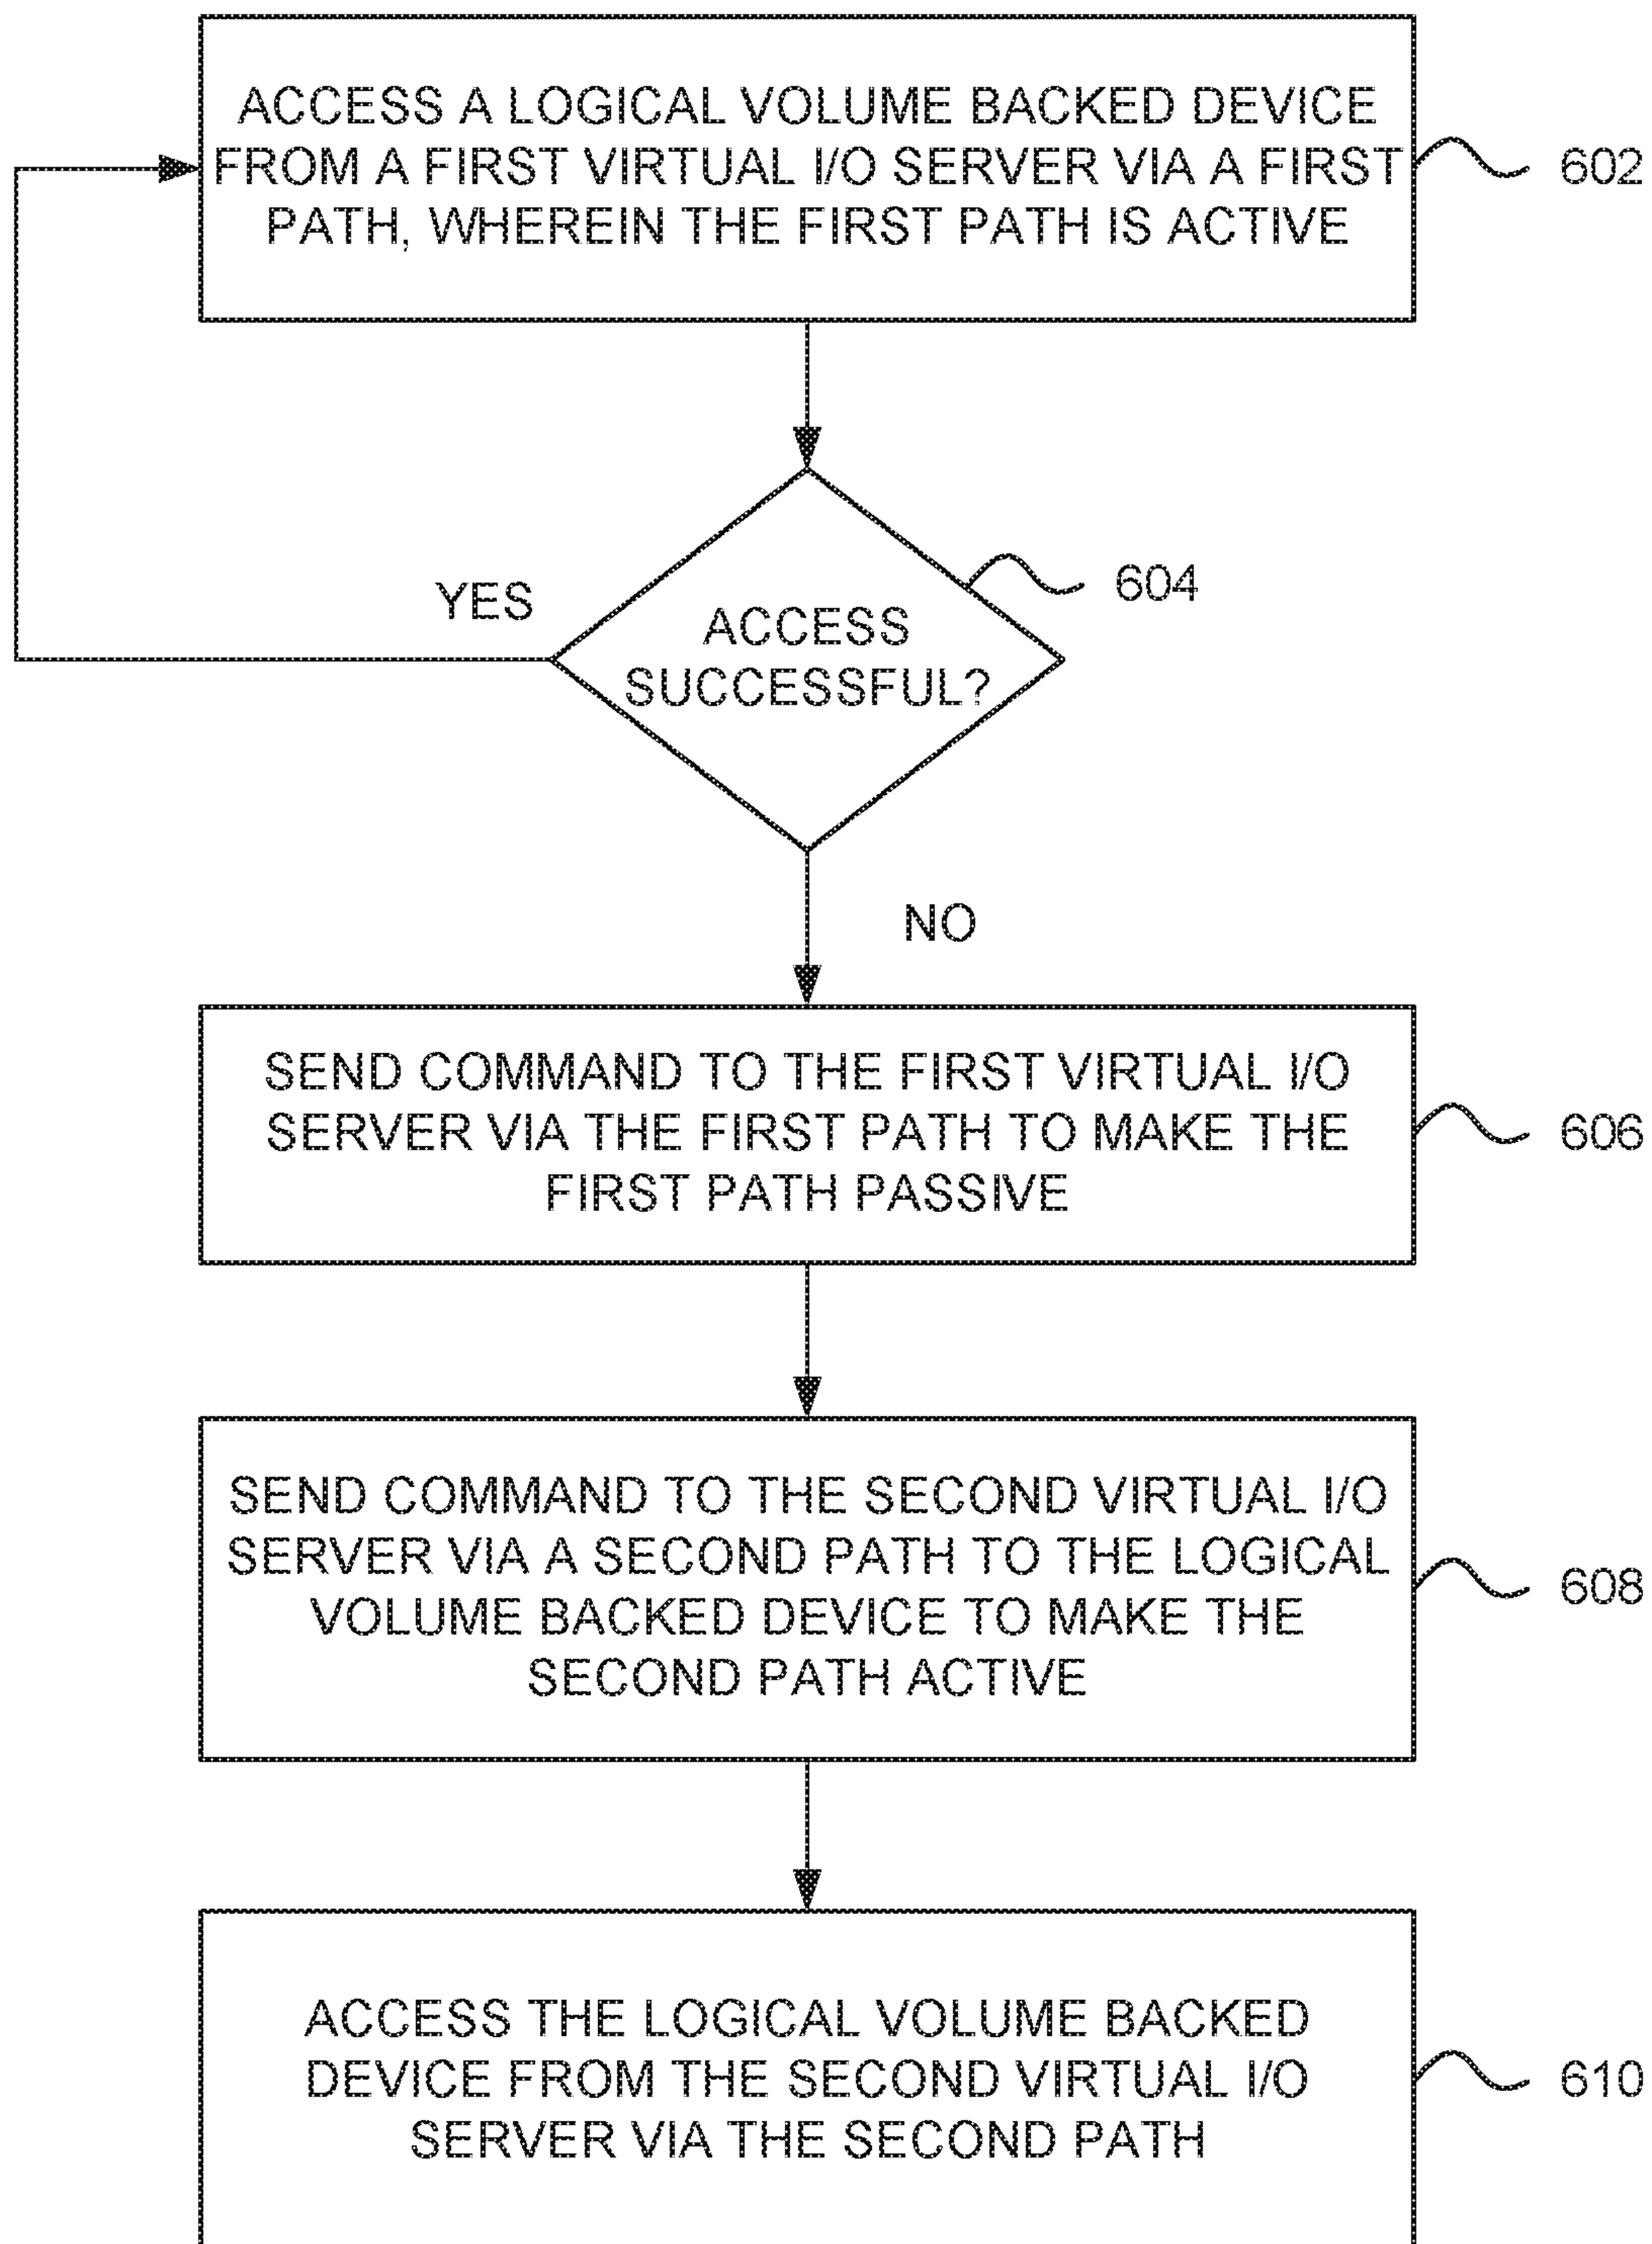 ACCESS A LOGICAL VOLUME BACKED DEVICE
FROM A FIRST VIRTUAL I/O SERVER VIA A FIRST
PATH, WHEREIN THE FIRST PATH IS ACTIVE
602
YES
604
ACCESS
SUCCESSFUL?
NO
SEND COMMAND TO THE FIRST VIRTUAL I/O
SERVER VIA THE FIRST PATH TO MAKE THE
FIRST PATH PASSIVE
606
SEND COMMAND TO THE SECOND VIRTUAL I/O
SERVER VIA A SECOND PATH TO THE LOGICAL
VOLUME BACKED DEVICE TO MAKE THE
SECOND PATH ACTIVE
608
ACCESS THE LOGICAL VOLUME BACKED
DEVICE FROM THE SECOND VIRTUAL I/O
SERVER VIA THE SECOND PATH
610